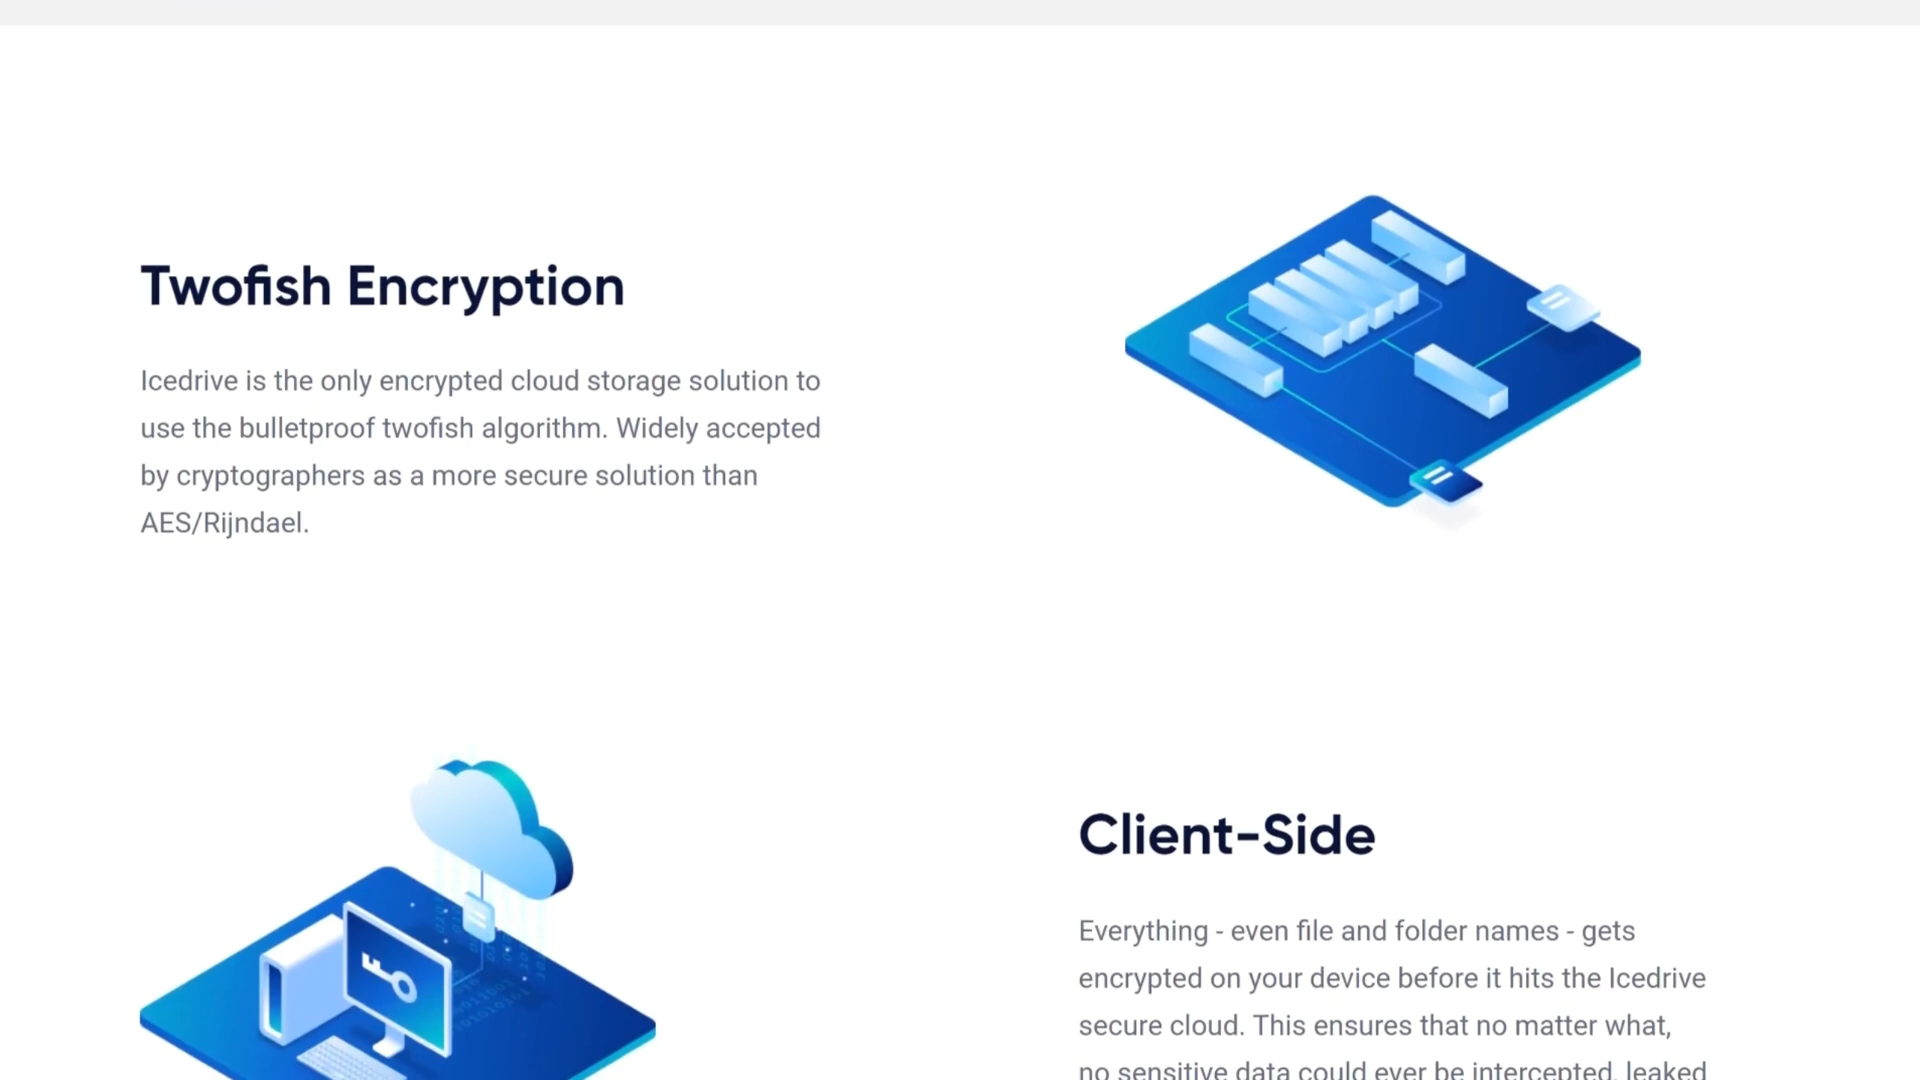 Twofish Encryption
Icedrive is the only encrypted cloud storage solution to
use the bulletproof twofish algorithm. Widely accepted
by cryptographers as a more secure solution than
AES/Rijndael.
Client-Side
Everything - even file and folder names - gets
encrypted on your device before it hits the Icedrive
secure cloud. This ensures that no matter what,
no sensitive data could ever be intercepted, leaked